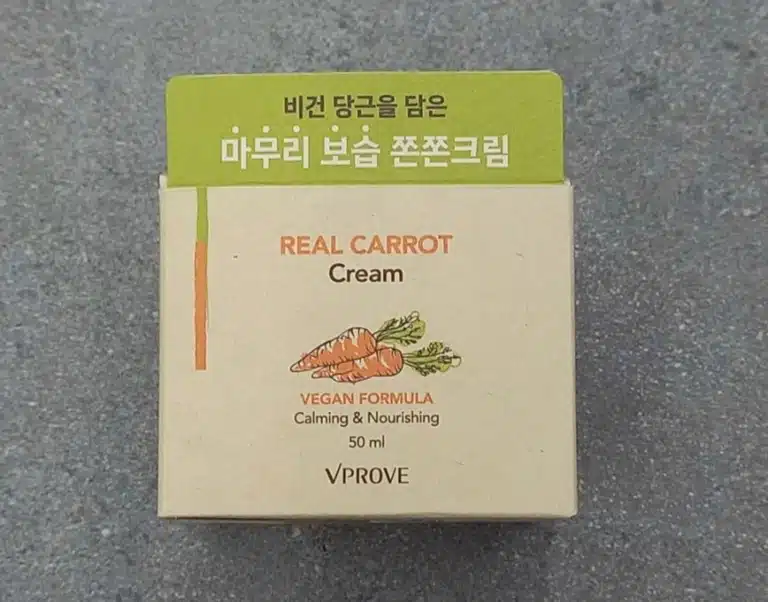 비건 당근을 담은
마무리 보습 쫀쫀크림
REAL CARROT
Cream
VEGAN FORMULA
Calming & Nourishing
50 ml
VPROVE